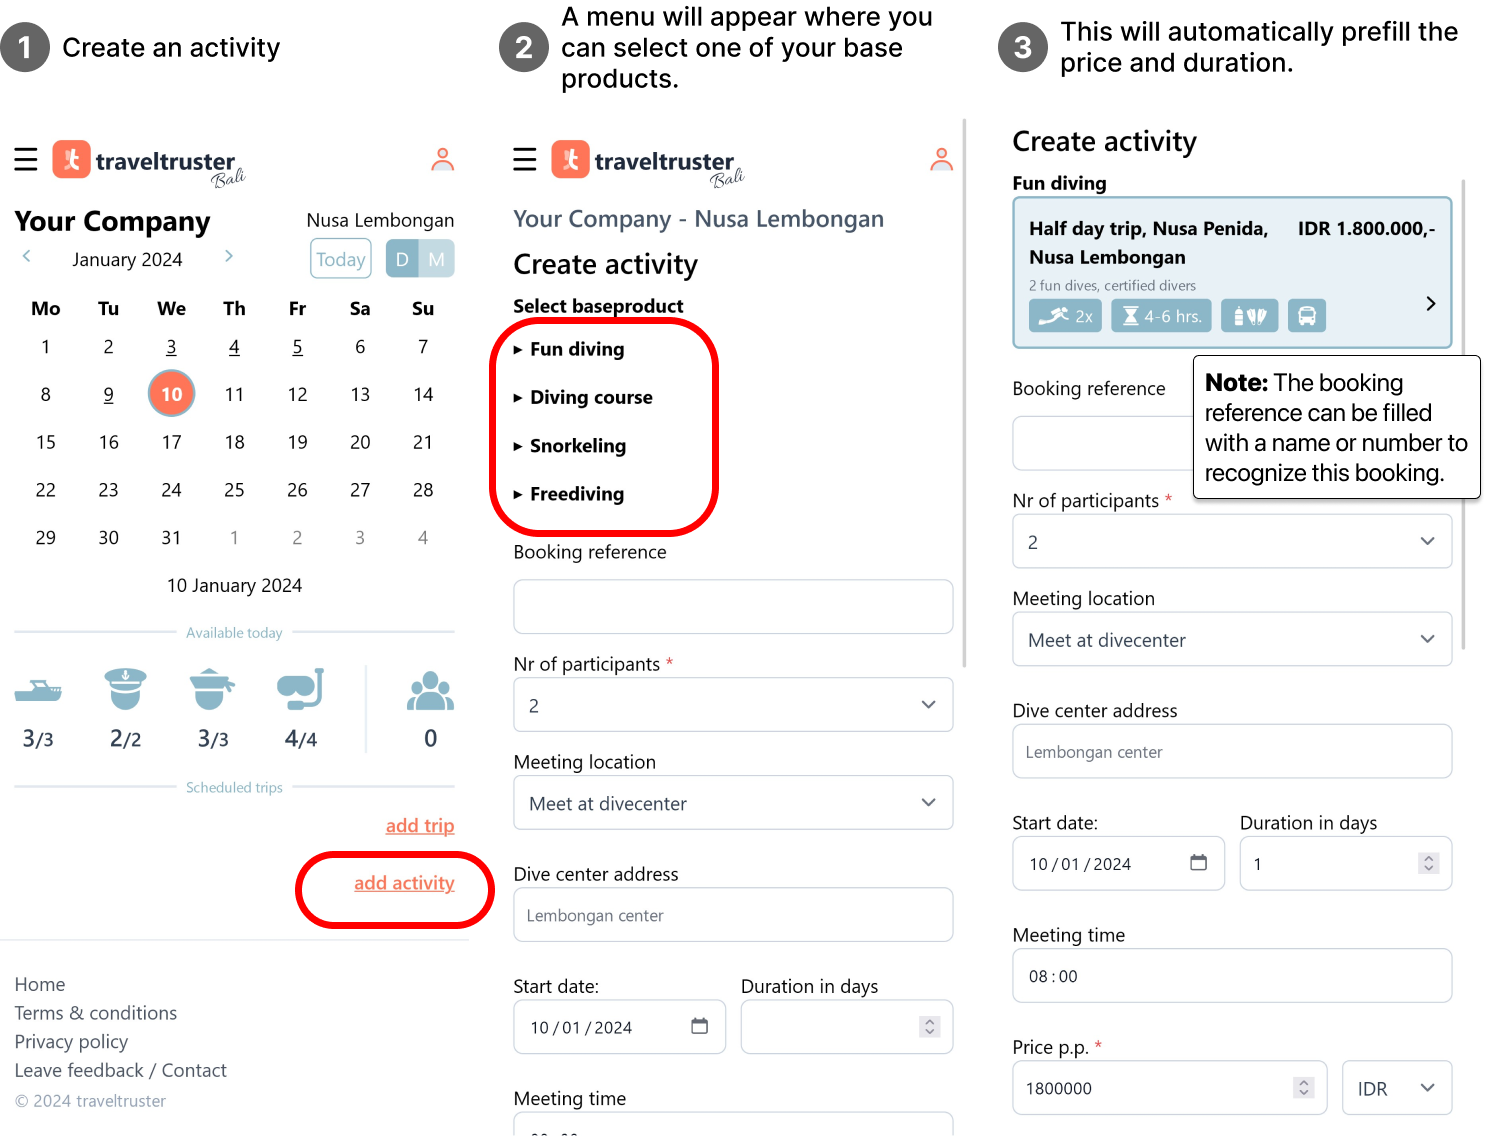 1 Create an activity
traveltruster
Bali
Your Company Nusa Lembongan
January 2024 Today D M
Mo Tu We Th Fr Sa Su
1 2 3 4 5 6 7
8 9 10 11 12 13 14
15 16 17 18 19 20 21
22 23 24 25 26 27 28
29 30 31 1 2 3 4
10 January 2024
Available today
3/3 2/2 3/3 4/4 0
Scheduled trips
add trip
add activity
Home
Terms & conditions
Privacy policy
Leave feedback / Contact
© 2024 traveltruster
2 A menu will appear where you
can select one of your base
products.
traveltruster
Bali
Your Company - Nusa Lembongan
Create activity
Select baseproduct
▸ Fun diving
▸ Diving course
▸ Snorkeling
▸ Freediving
Booking reference
Nr of participants *
2
Meeting location
Meet at divecenter
Dive center address
Lembongan center
Start date: Duration in days
10/01/2024
Meeting time
3 This will automatically prefill the
price and duration.
Create activity
Fun diving
Half day trip, Nusa Penida, IDR 1.800.000,-
Nusa Lembongan
2 fun dives, certified divers
2x 4-6 hrs.
Booking reference
Note: The booking
reference can be filled
with a name or number to
recognize this booking.
Nr of participants *
2
Meeting location
Meet at divecenter
Dive center address
Lembongan center
Start date: Duration in days
10/01/2024 1
Meeting time
08:00
Price p.p. *
1800000 IDR